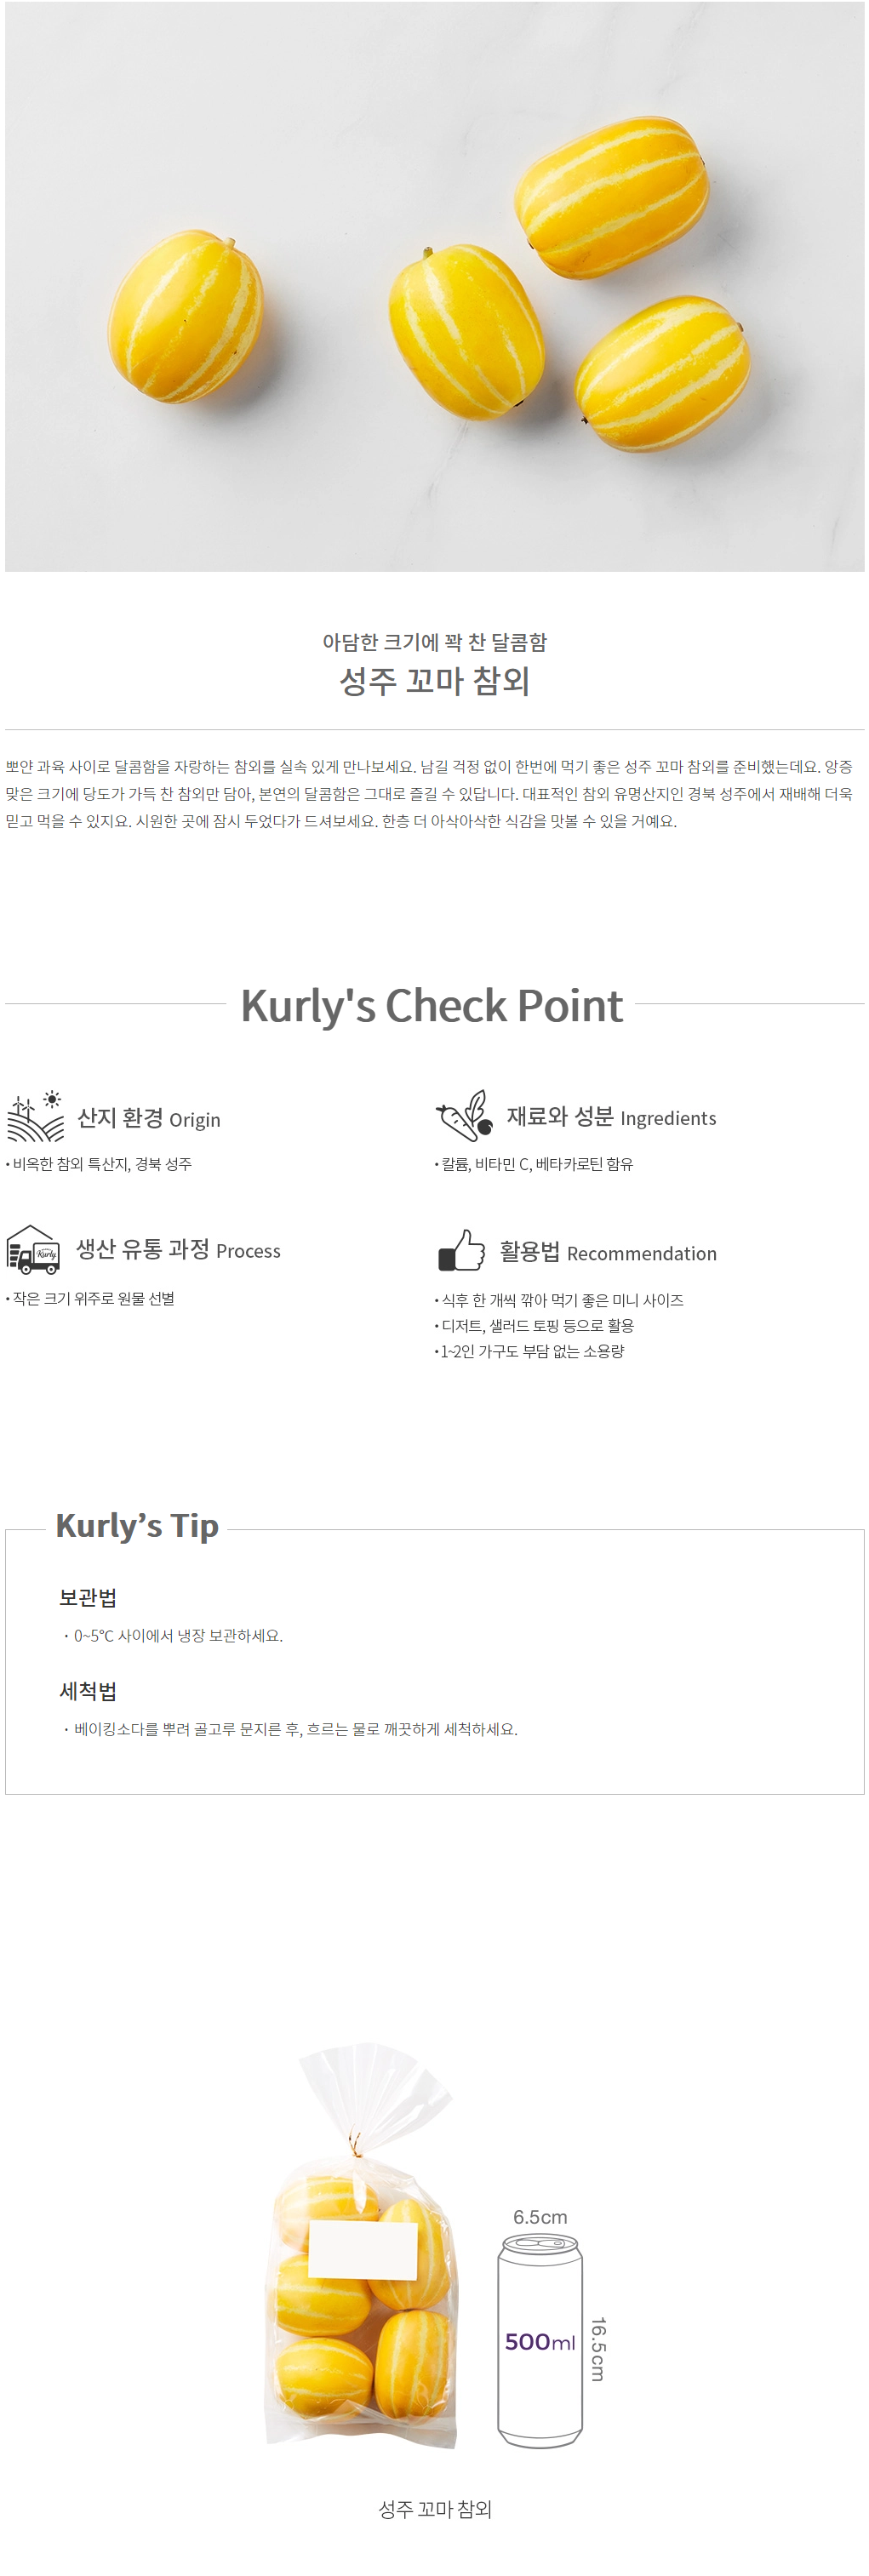 아담한 크기에 꽉 찬 달콤함
성주 꼬마 참외
뽀얀 과육 사이로 달콤함을 자랑하는 참외를 실속 있게 만나보세요. 남길 걱정 없이 한번에 먹기 좋은 성주 꼬마 참외를 준비했는데요. 앙증
맞은 크기에 당도가 가득 찬 참외만 담아, 본연의 달콤함은 그대로 즐길 수 있답니다. 대표적인 참외 유명산지인 경북 성주에서 재배해 더욱
믿고 먹을 수 있지요. 시원한 곳에 잠시 두었다가 드셔보세요. 한층 더 아삭아삭한 식감을 맛볼 수 있을 거예요.
Kurly's Check Point
산지 환경 Origin
• 비옥한 참외 특산지, 경북 성주
재료와 성분 Ingredients
• 칼륨, 비타민 C, 베타카로틴 함유
Kurly
생산 유통 과정 Process
• 작은 크기 위주로 원물 선별
활용법 Recommendation
• 식후 한 개씩 깎아 먹기 좋은 미니 사이즈
• 디저트, 샐러드 토핑 등으로 활용
• 1~2인 가구도 부담 없는 소용량
Kurly’s Tip
보관법
· 0~5℃ 사이에서 냉장 보관하세요.
세척법
· 베이킹소다를 뿌려 골고루 문지른 후, 흐르는 물로 깨끗하게 세척하세요.
6.5cm
500ml
16.5cm
성주 꼬마 참외